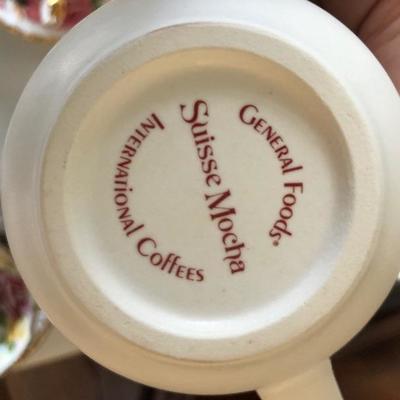 GENERAL FOODS®
Suisse Mocha
INTERNATIONAL COFFEES